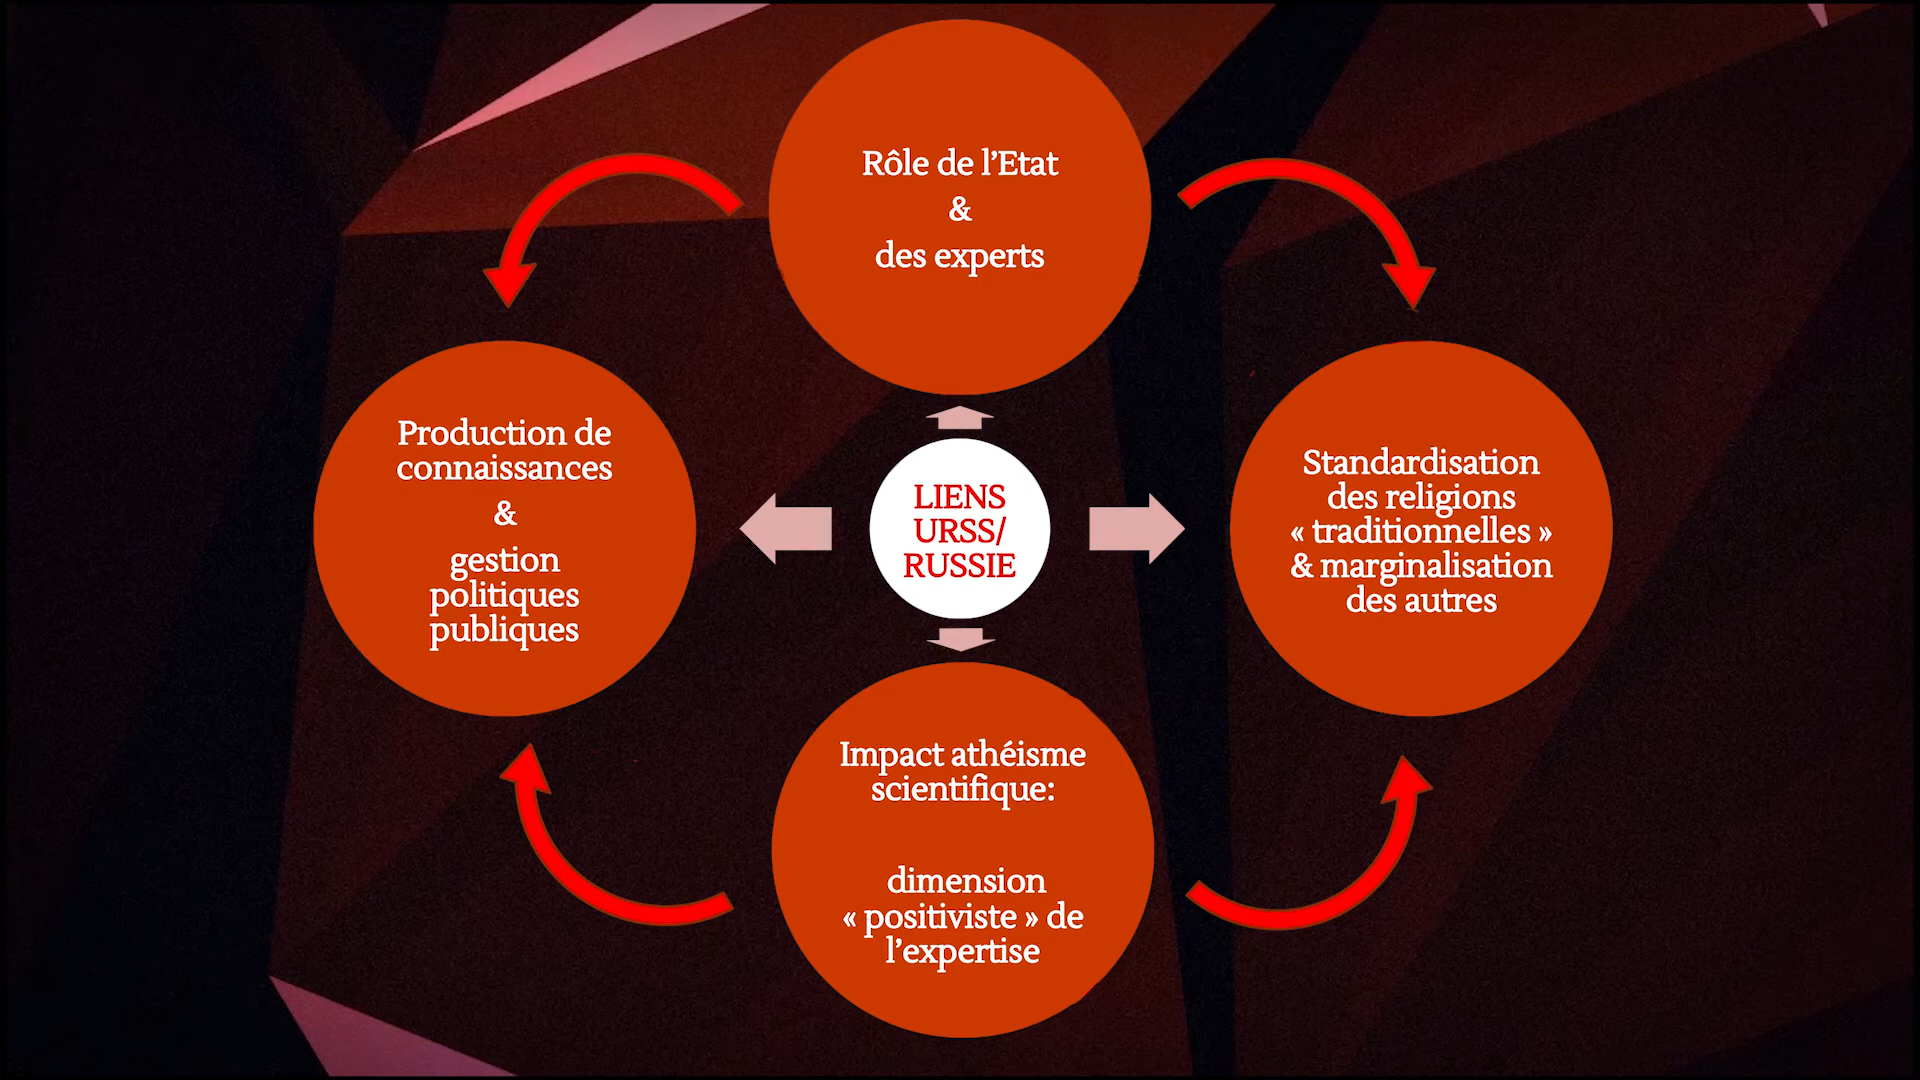 Rôle de l’Etat
&
des experts
Production de
connaissances
&
gestion
politiques
publiques
LIENS
URSS/
RUSSIE
Standardisation
des religions
« traditionnelles »
& marginalisation
des autres
Impact athéisme
scientifique:
dimension
« positiviste » de
l’expertise